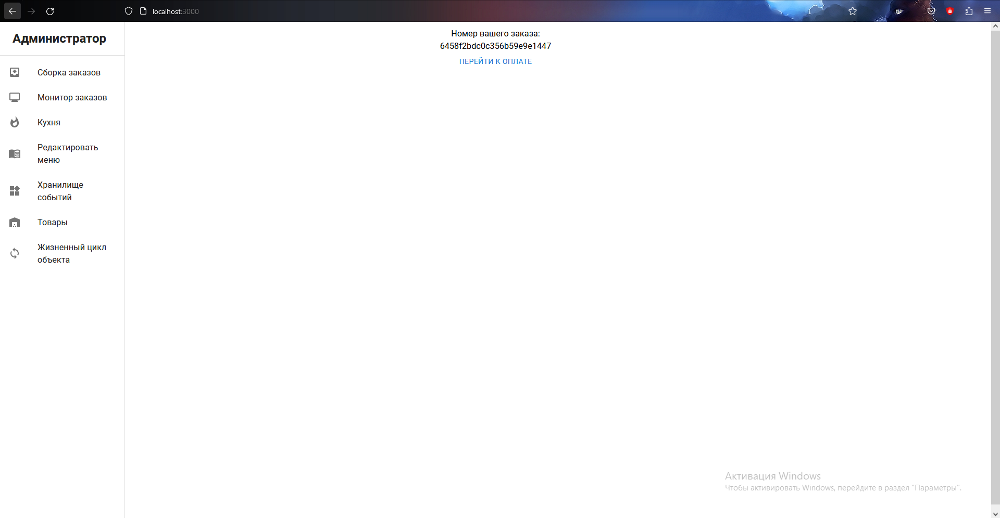 localhost:3000
Администратор
Сборка заказов
Монитор заказов
Кухня
Редактировать
меню
Хранилище
событий
Товары
Жизненный цикл
объекта
Номер вашего заказа:
6458f2bdc0c356b59e9e1447
ПЕРЕЙТИ К ОПЛАТЕ
Активация Windows
Чтобы активировать Windows, перейдите в раздел "Параметры".